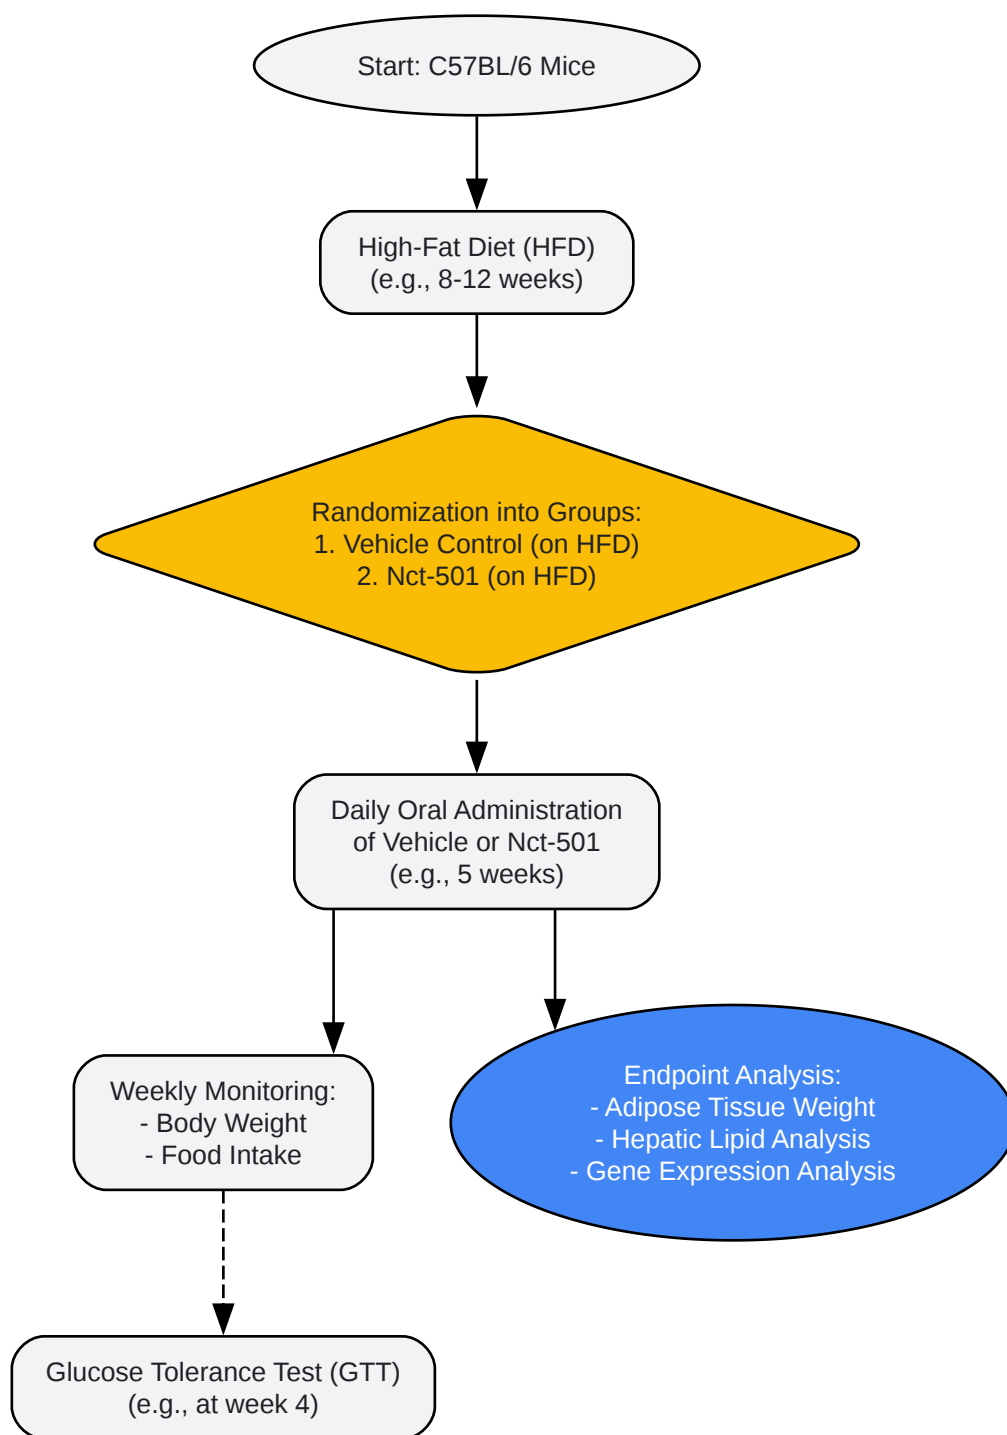 Start: C57BL/6 Mice
High-Fat Diet (HFD)
(e.g., 8-12 weeks)
Randomization into Groups:
1. Vehicle Control (on HFD)
2. Nct-501 (on HFD)
Daily Oral Administration
of Vehicle or Nct-501
(e.g., 5 weeks)
Weekly Monitoring:
- Body Weight
- Food Intake
Endpoint Analysis:
- Adipose Tissue Weight
- Hepatic Lipid Analysis
- Gene Expression Analysis
Glucose Tolerance Test (GTT)
(e.g., at week 4)